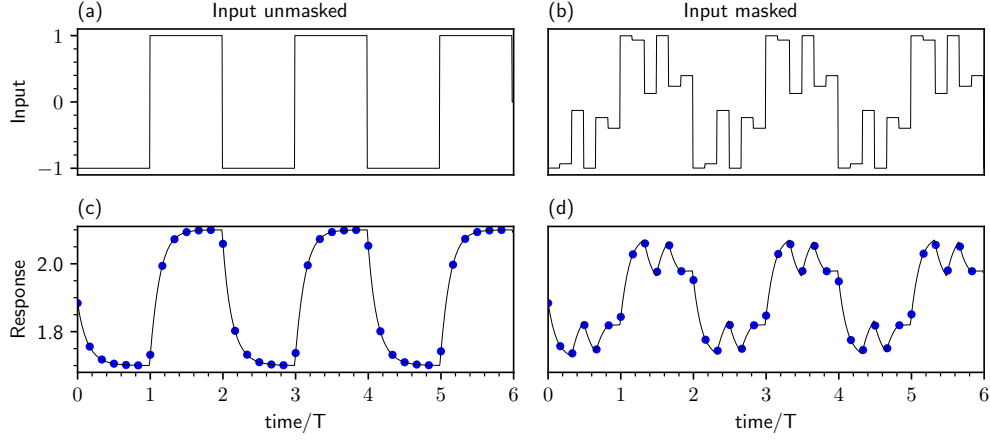 (a) Input unmasked
(b) Input masked
1
0
−1
Input
(c)
(d)
2.0
1.8
Response
0 1 2 3 4 5 6
0 1 2 3 4 5 6
time/T
time/T